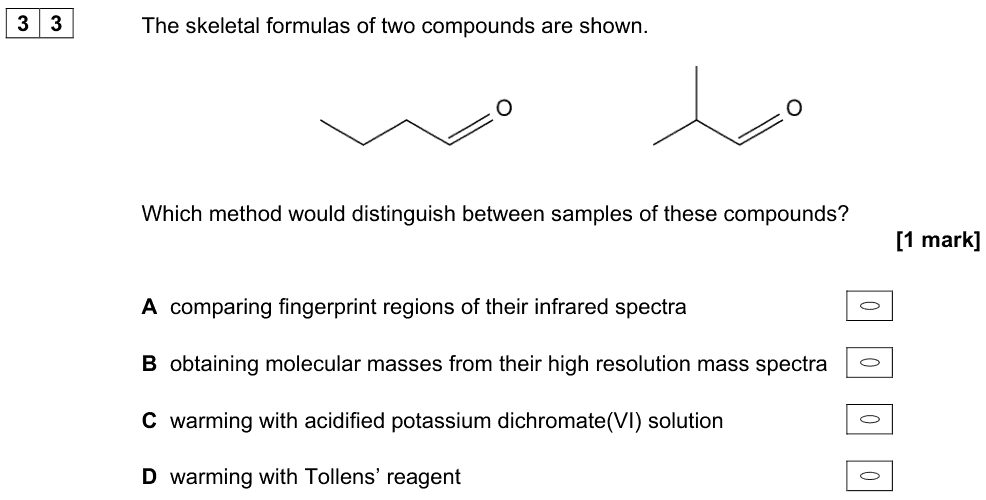 3 3 The skeletal formulas of two compounds are shown.
O O
Which method would distinguish between samples of these compounds?
[1 mark]
A comparing fingerprint regions of their infrared spectra
B obtaining molecular masses from their high resolution mass spectra
C warming with acidified potassium dichromate(VI) solution
D warming with Tollens’ reagent